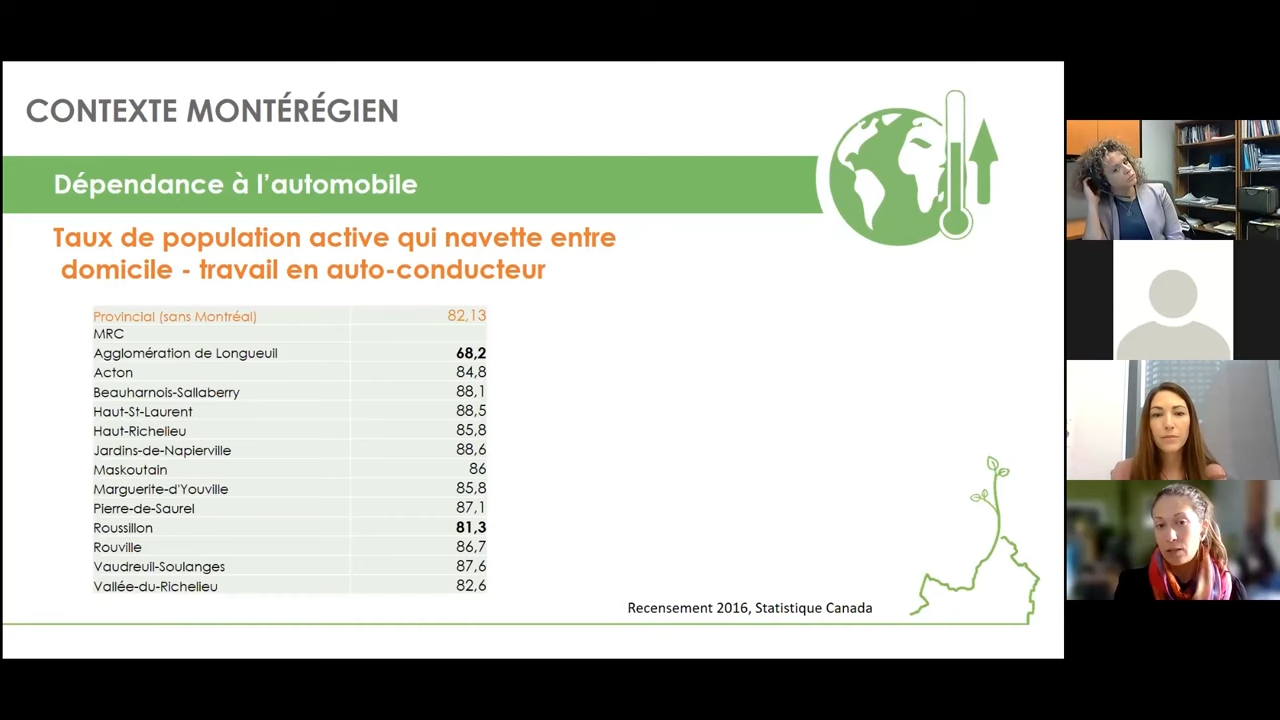 CONTEXTE MONTÉRÉGIEN
Dépendance à l’automobile
Taux de population active qui navette entre
domicile - travail en auto-conducteur
Provincial (sans Montréal) 82,13
MRC
Agglomération de Longueuil 68,2
Acton 84,8
Beauharnois-Sallaberry 88,1
Haut-St-Laurent 88,5
Haut-Richelieu 85,8
Jardins-de-Napierville 88,6
Maskoutain 86
Marguerite-d'Youville 85,8
Pierre-de-Saurel 87,1
Roussillon 81,3
Rouville 86,7
Vaudreuil-Soulanges 87,6
Vallée-du-Richelieu 82,6
Recensement 2016, Statistique Canada